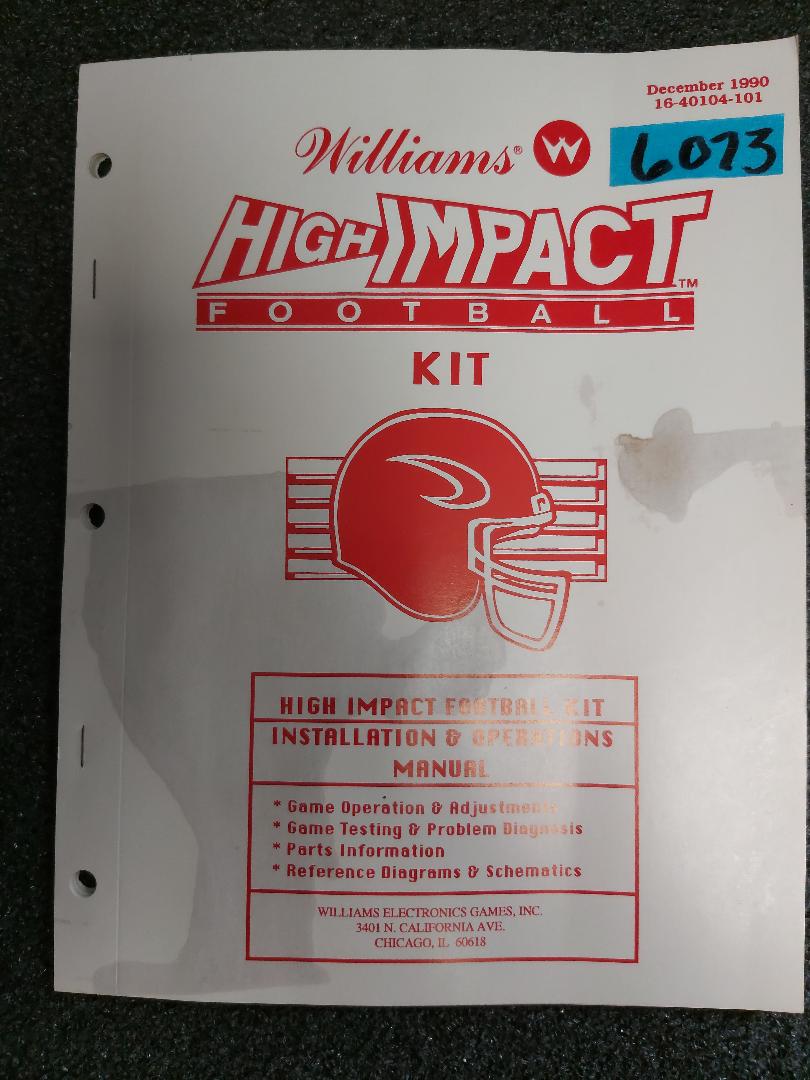 December 1990
16-40104-101
Williams® W
6073
HIGH IMPACT™
FOOTBALL
KIT
HIGH IMPACT FOOTBALL KIT
INSTALLATION & OPERATIONS
MANUAL
* Game Operation & Adjustments
* Game Testing & Problem Diagnosis
* Parts Information
* Reference Diagrams & Schematics
WILLIAMS ELECTRONICS GAMES, INC.
3401 N. CALIFORNIA AVE.
CHICAGO, IL 60618